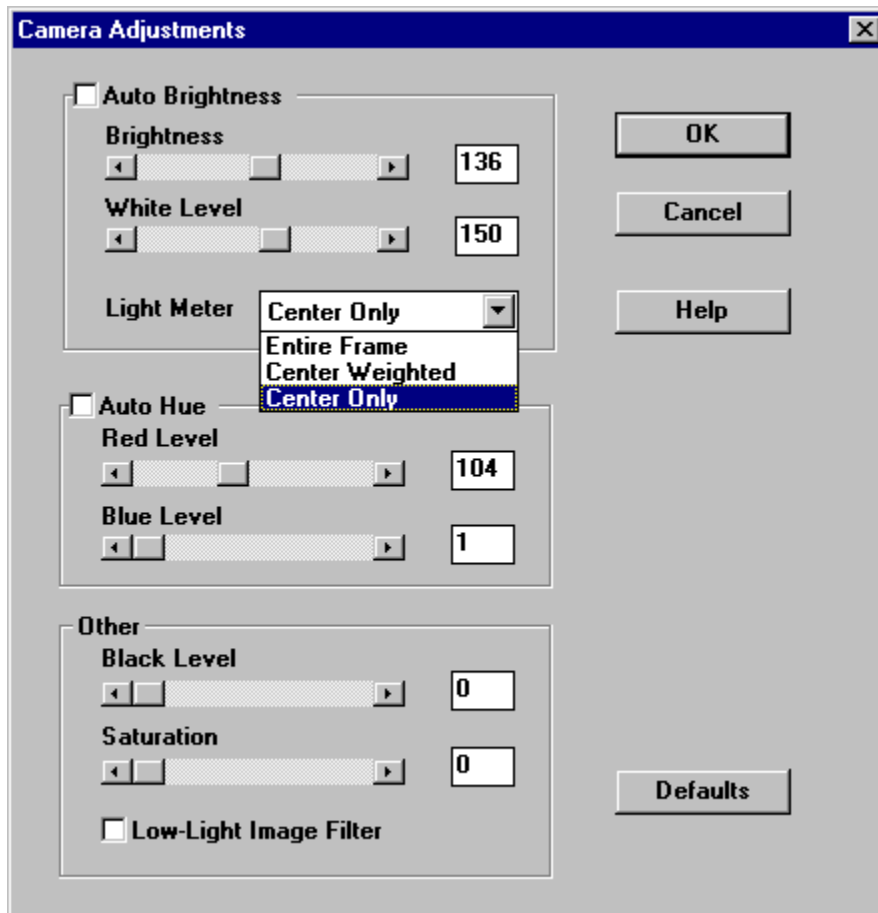 Camera Adjustments
Auto Brightness
Brightness
136
White Level
150
Light Meter
Center Only
Entire Frame
Center Weighted
Center Only
Auto Hue
Red Level
104
Blue Level
1
Other
Black Level
0
Saturation
0
Low-Light Image Filter
OK
Cancel
Help
Defaults